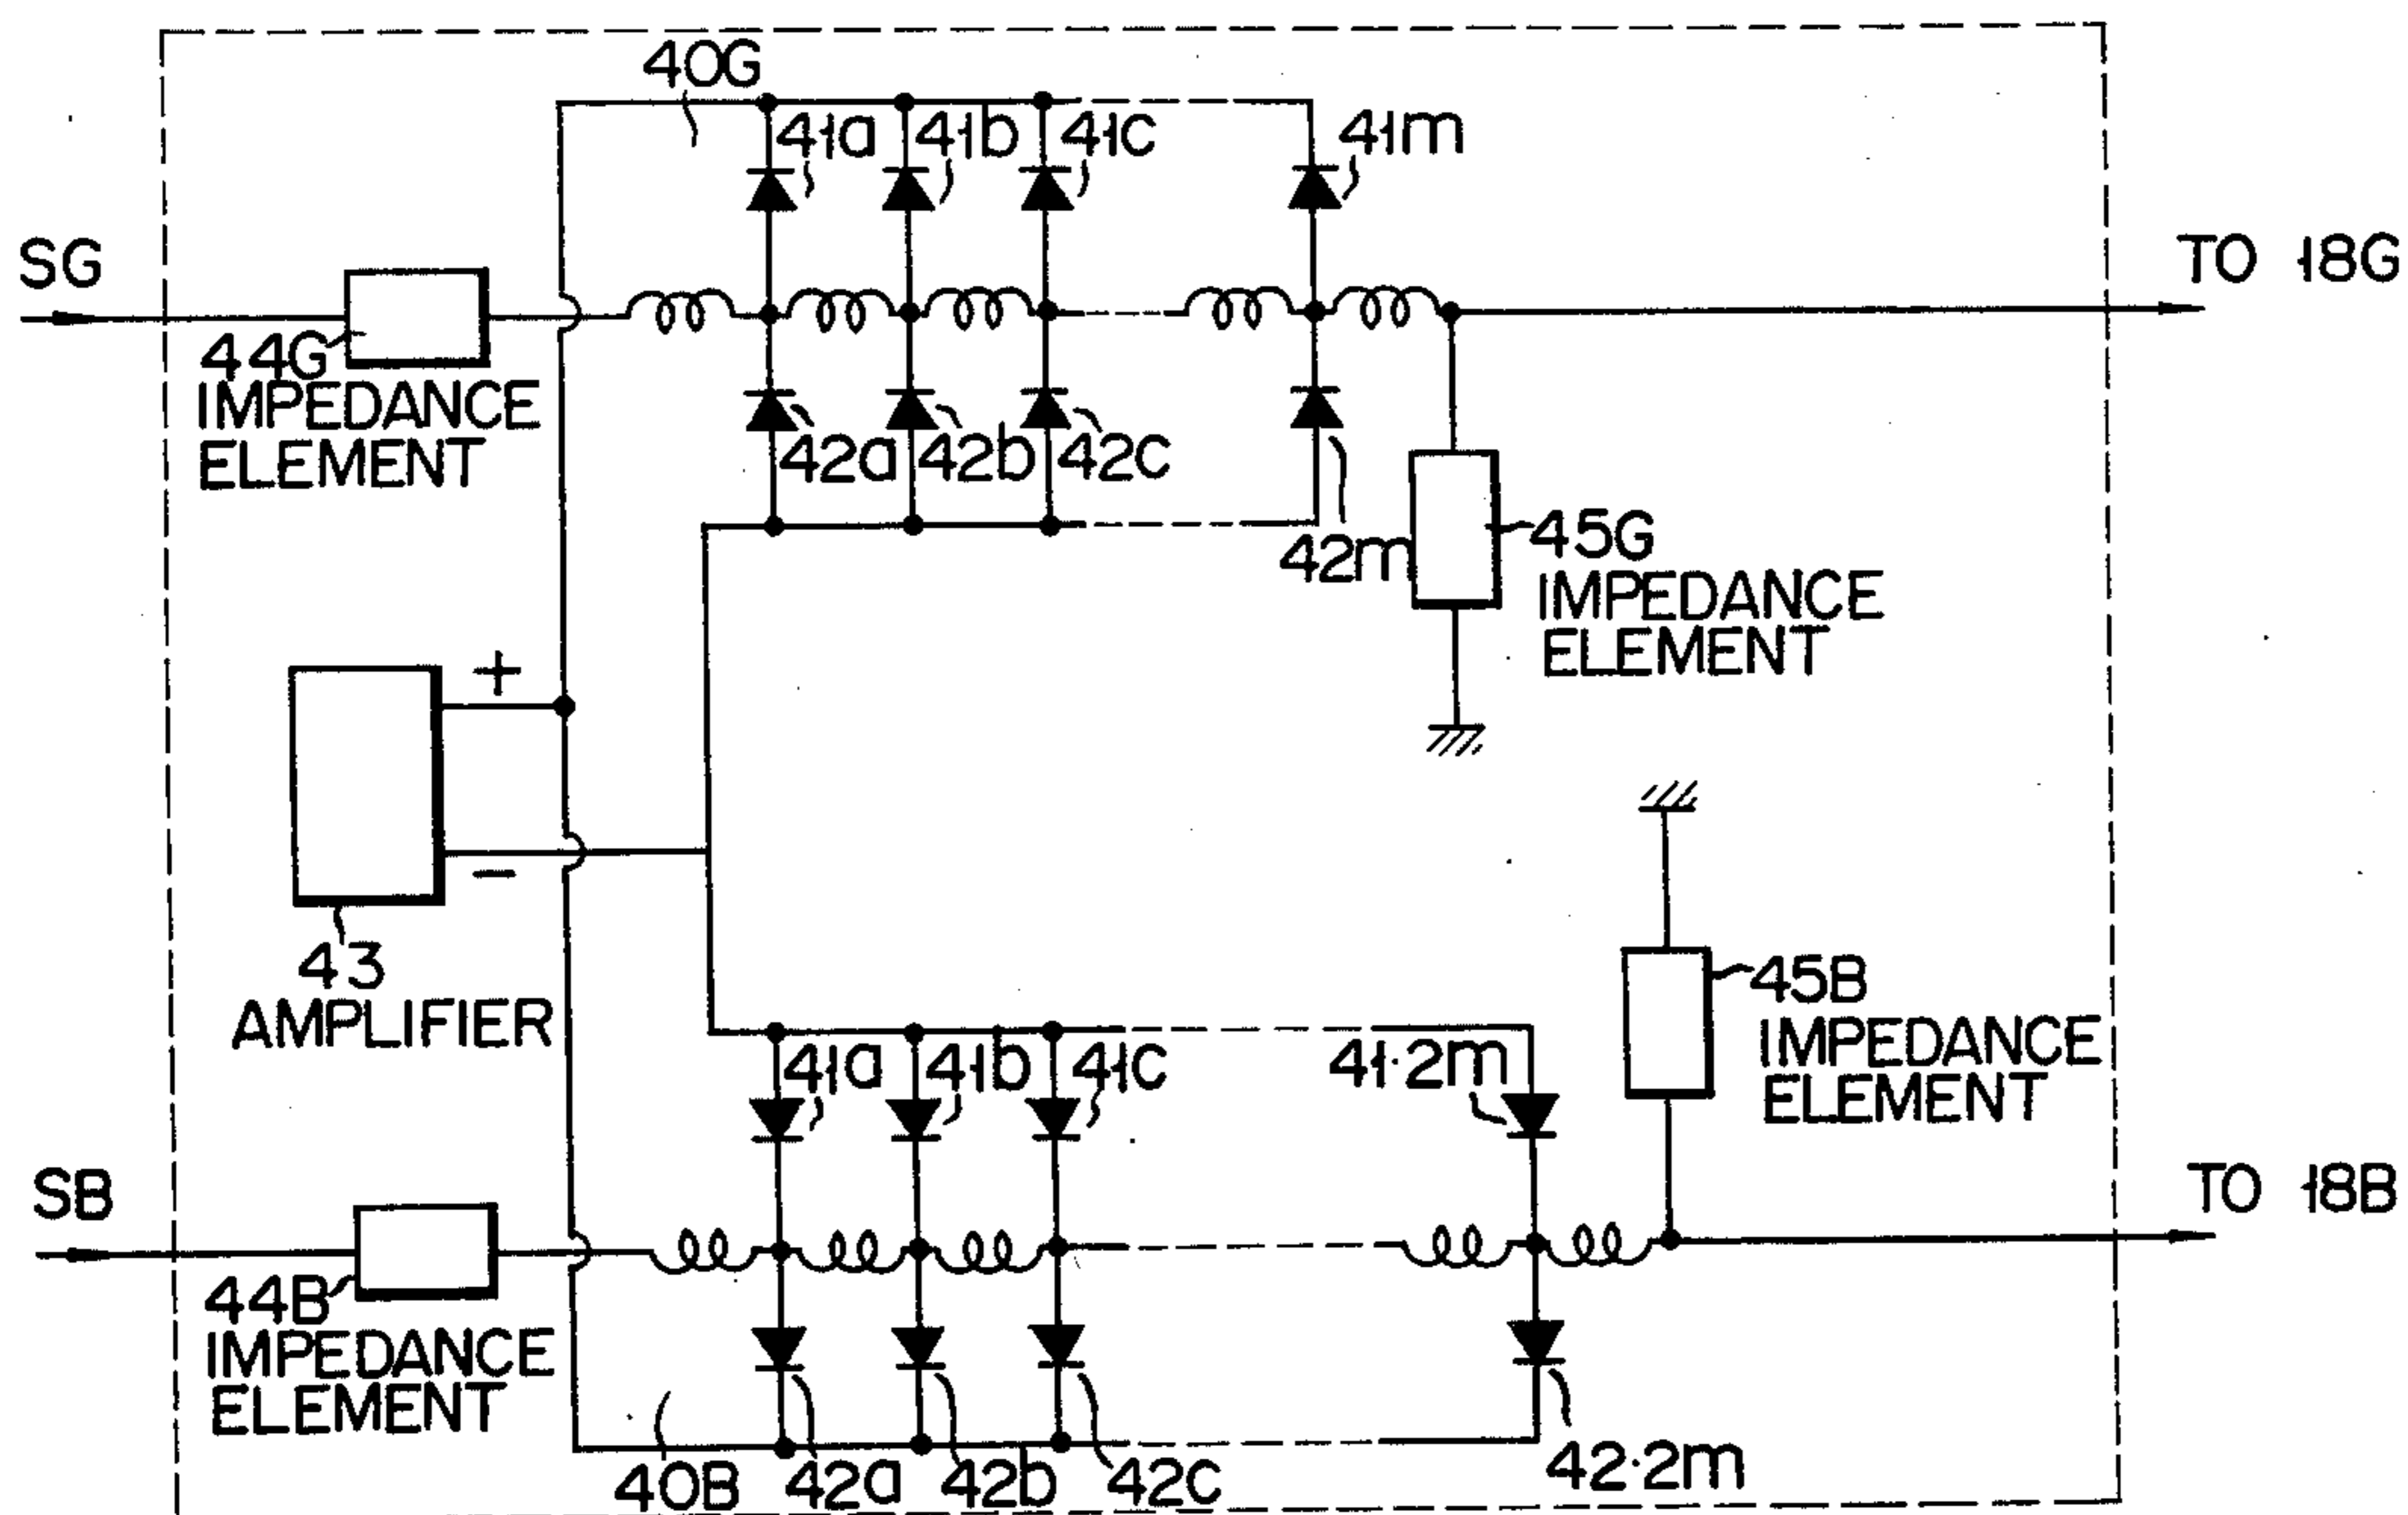 40G
41a 41b 41c 41m
SG
TO 18G
44G
IMPEDANCE
ELEMENT
42a 42b 42c
42m
45G
IMPEDANCE
ELEMENT
+
−
43
AMPLIFIER
45B
IMPEDANCE
ELEMENT
41a 41b 41c 41·2m
SB
TO 18B
44B
IMPEDANCE
ELEMENT
40B 42a 42b 42c 42·2m